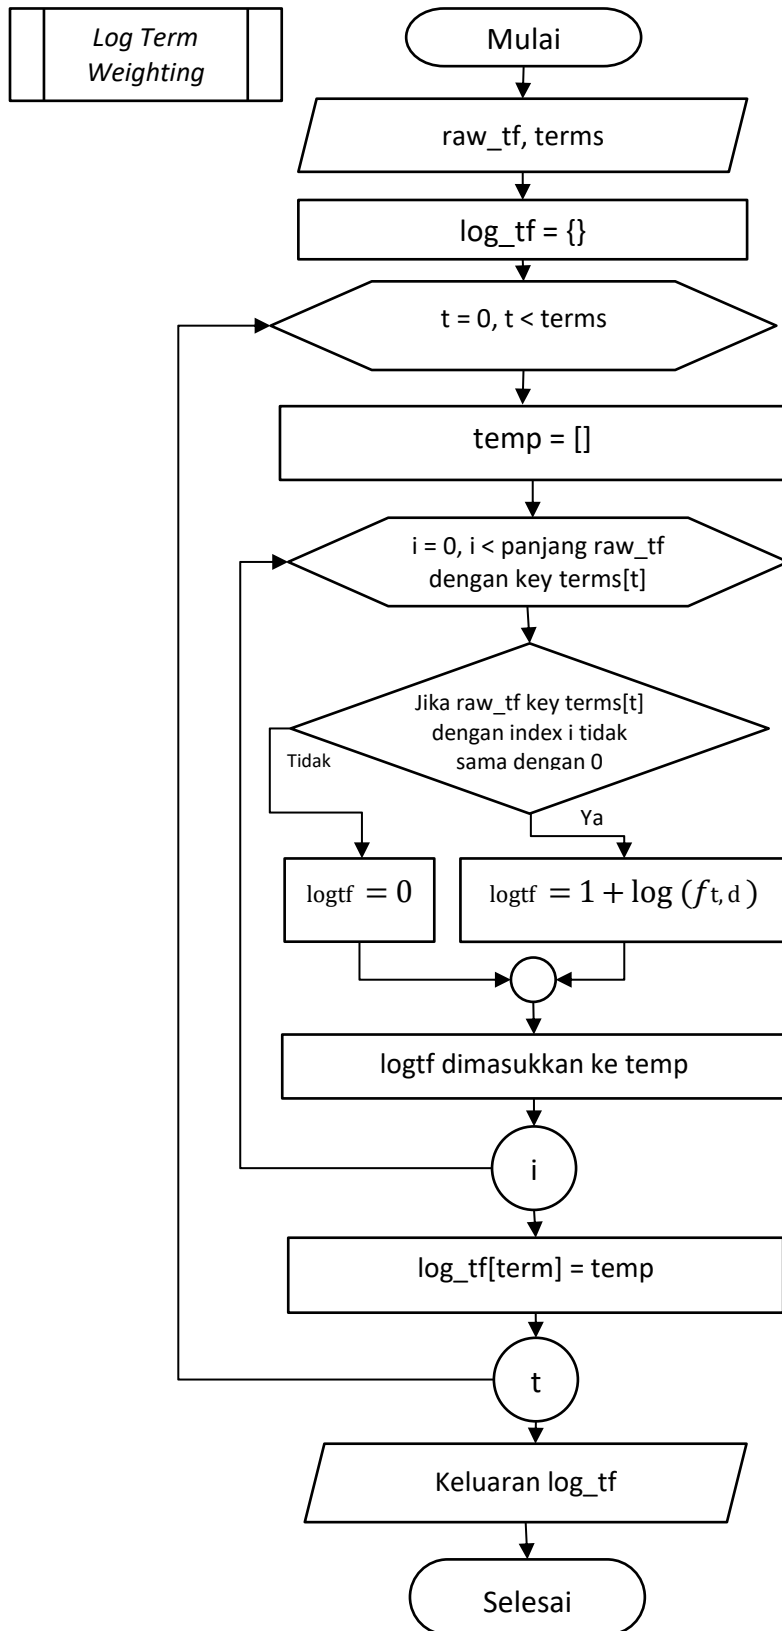 Log Term
Weighting
Mulai
raw_tf, terms
log_tf = {}
t = 0, t < terms
temp = []
i = 0, i < panjang raw_tf
dengan key terms[t]
Jika raw_tf key terms[t]
dengan index i tidak
sama dengan 0
Tidak
Ya
logtf = 0
logtf = 1 + log (f t, d )
logtf dimasukkan ke temp
i
log_tf[term] = temp
t
Keluaran log_tf
Selesai